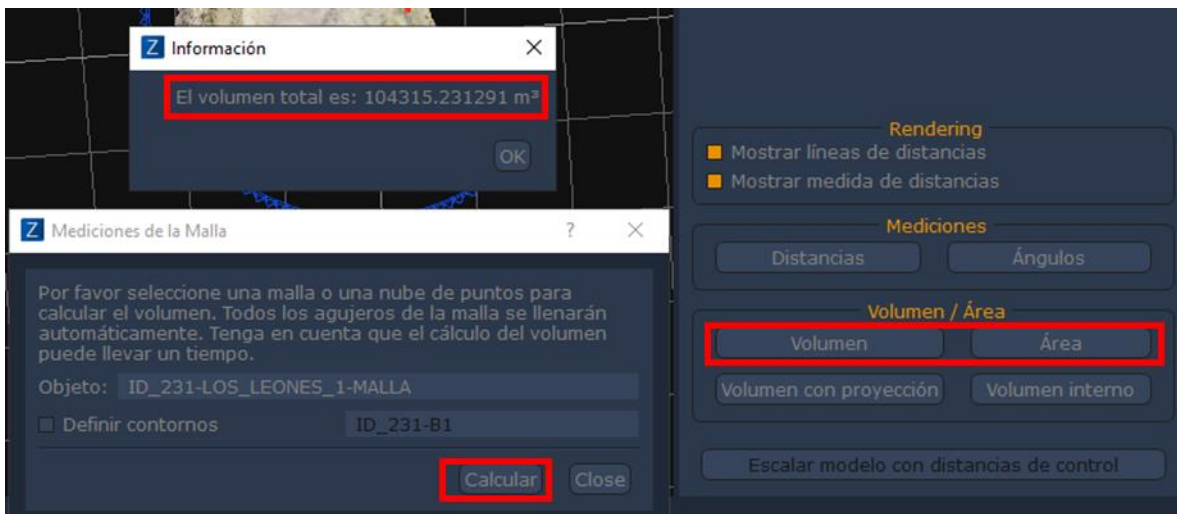 Z Información
El volumen total es: 104315.231291 m³
OK
Z Mediciones de la Malla ?
Por favor seleccione una malla o una nube de puntos para
calcular el volumen. Todos los agujeros de la malla se llenarán
automáticamente. Tenga en cuenta que el cálculo del volumen
puede llevar un tiempo.
Objeto: ID_231-LOS_LEONES_1-MALLA
Definir contornos ID_231-B1
Calcular Close
Rendering
Mostrar líneas de distancias
Mostrar medida de distancias
Mediciones
Distancias Ángulos
Volumen / Área
Volumen Área
Volumen con proyección Volumen interno
Escalar modelo con distancias de control